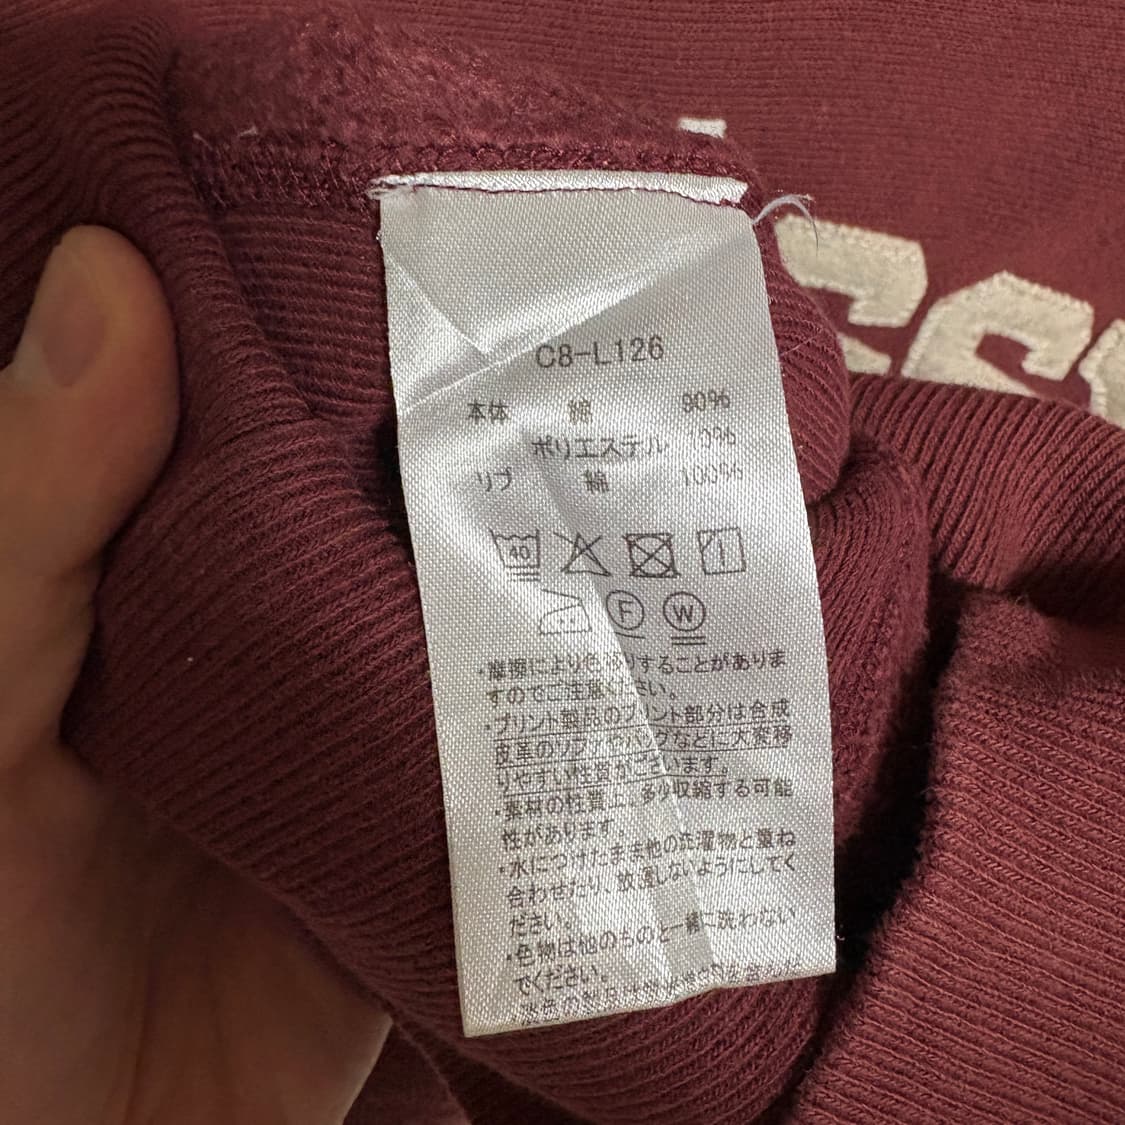 C8-L126
本体 綿 90%
ポリエステル 10%
リブ 綿 100%
40
F W
・摩擦により色移りすることがありま
すのでご注意ください。
・プリント製品のプリント部分は合成
皮革のソファやバッグなどに大変移
りやすい性質がございます。
・素材の性質上、多少収縮する可能
性があります。
・水につけたまま他の洗濯物と重ね
合わせたり、放置しないようにしてく
ださい。
・色物は他のものと一緒に洗わない
でください。
淡色の